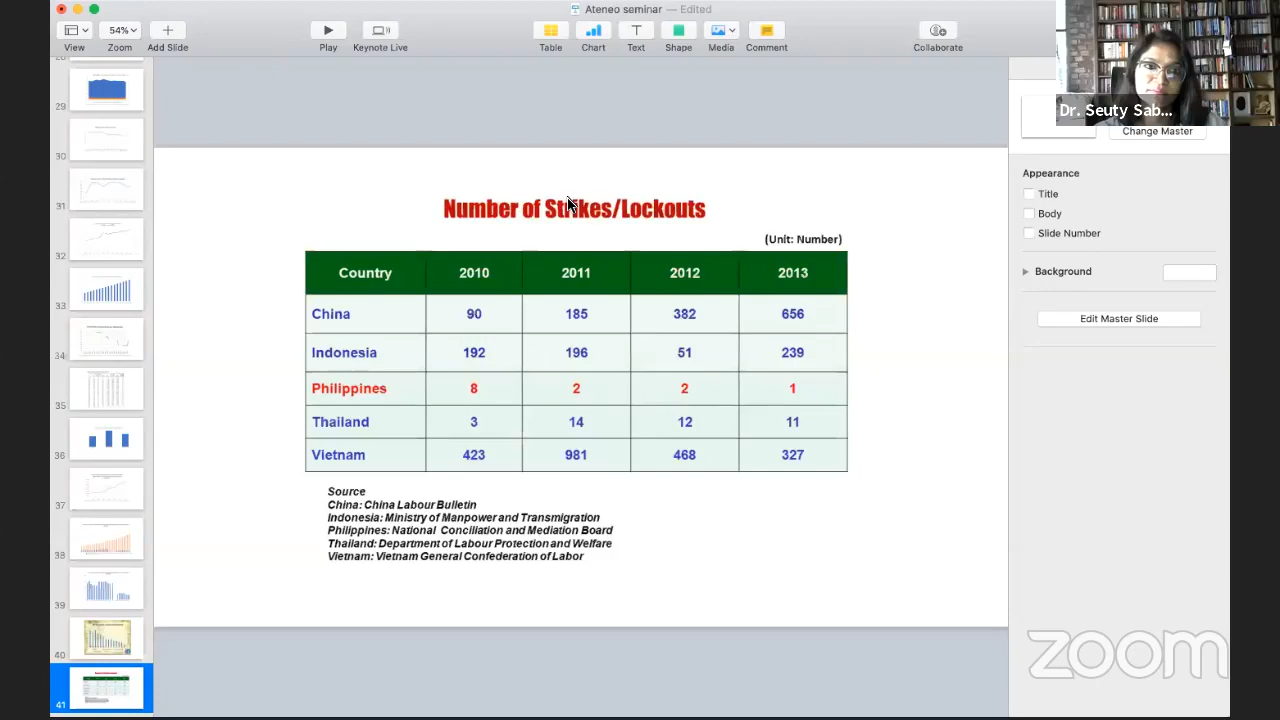 Ateneo seminar — Edited
54%
View Zoom Add Slide Play Keynote Live Table Chart Text Shape Media Comment Collaborate
Dr. Seuty Sab...
Change Master
Appearance
Title
Body
Slide Number
Background
Edit Master Slide
29
30
31
32
33
34
35
36
37
38
39
40
41
Number of Strikes/Lockouts
(Unit: Number)
Country 2010 2011 2012 2013
China 90 185 382 656
Indonesia 192 196 51 239
Philippines 8 2 2 1
Thailand 3 14 12 11
Vietnam 423 981 468 327
Source
China: China Labour Bulletin
Indonesia: Ministry of Manpower and Transmigration
Philippines: National Conciliation and Mediation Board
Thailand: Department of Labour Protection and Welfare
Vietnam: Vietnam General Confederation of Labor
zoom